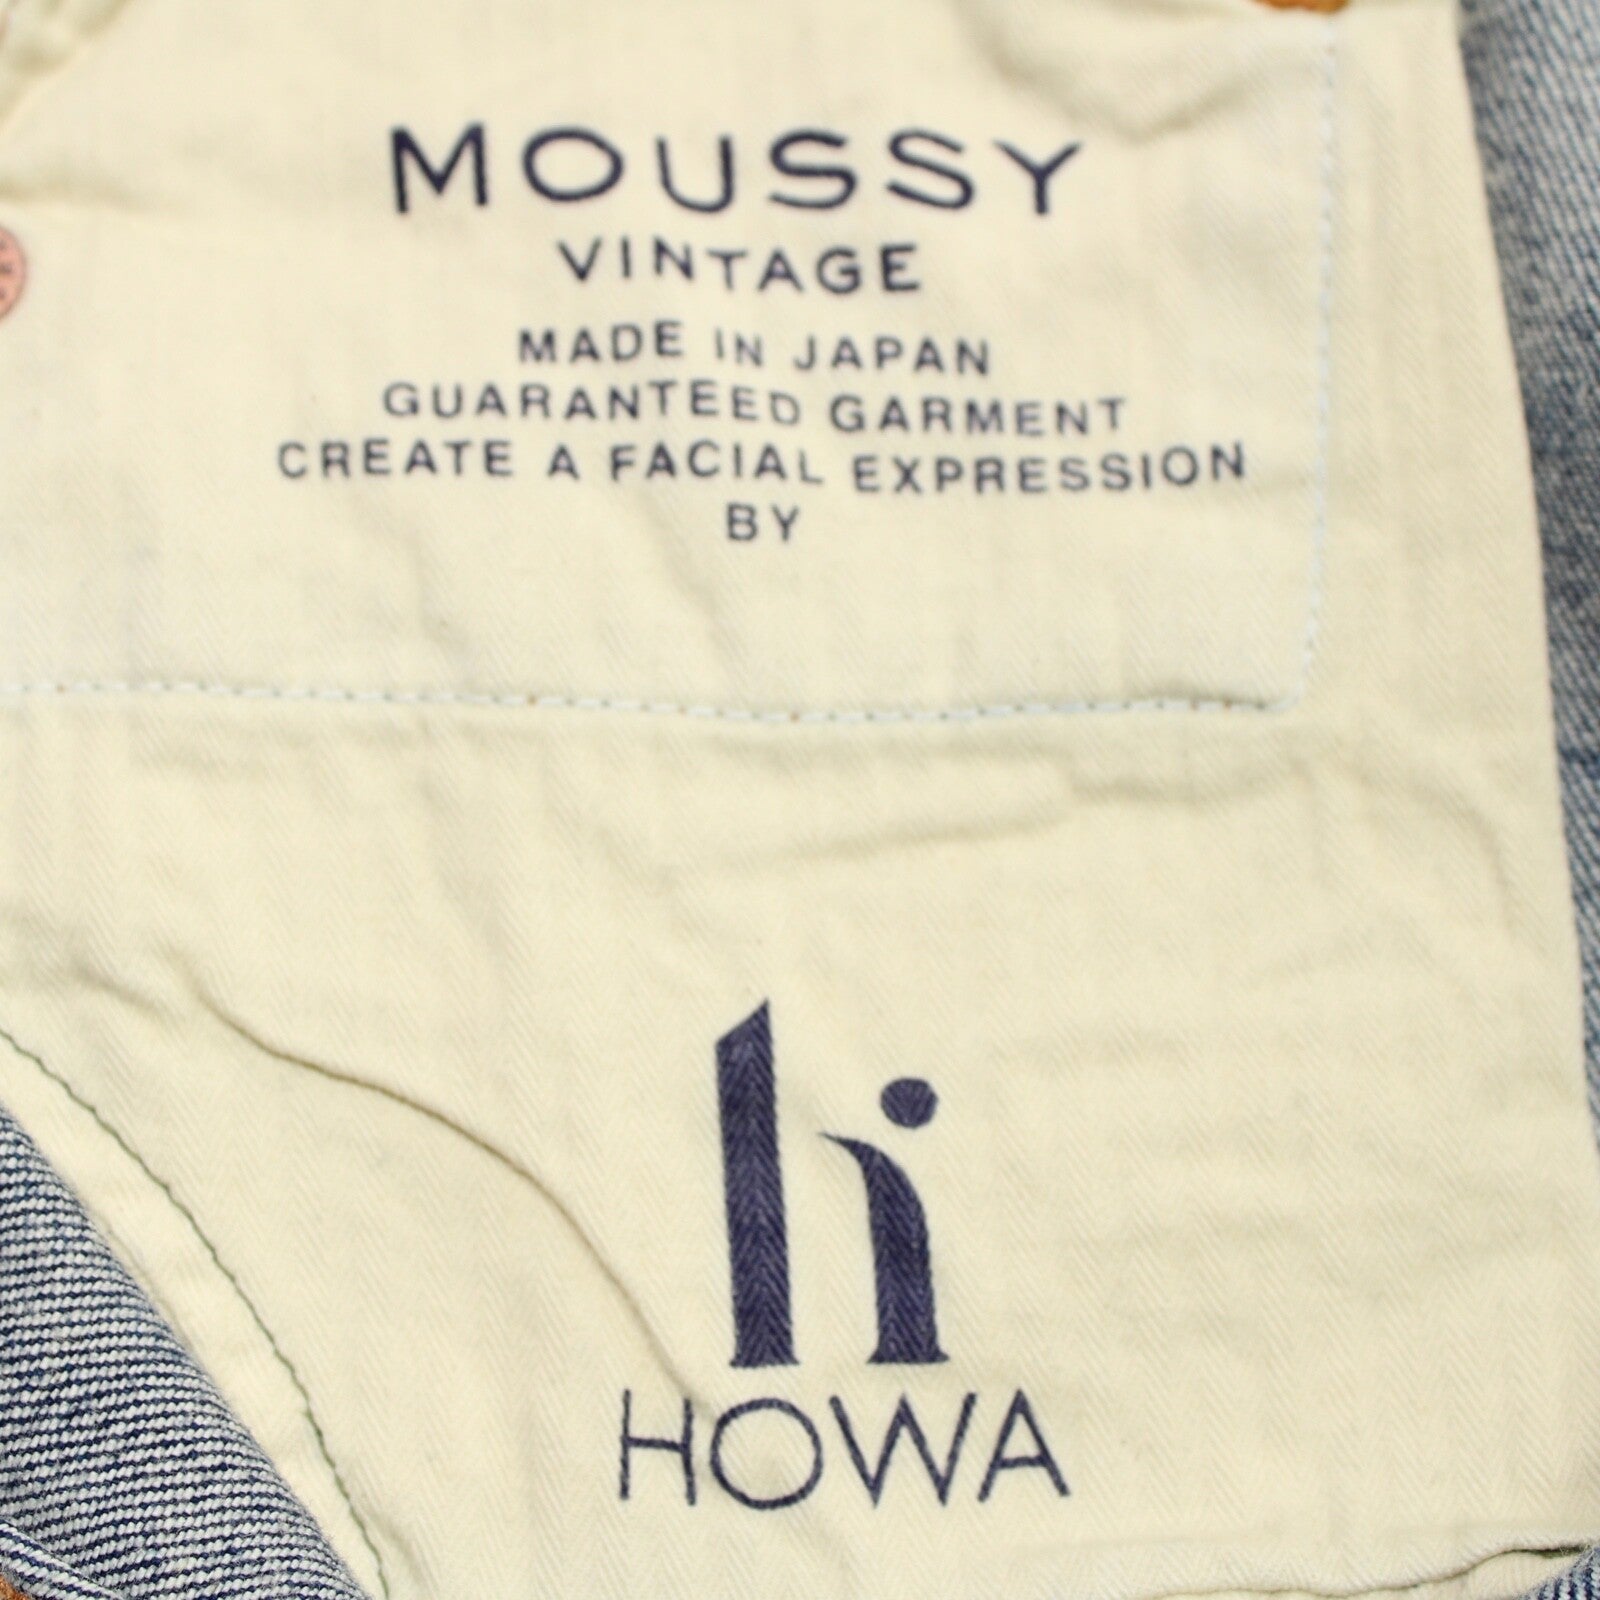 MOUSSY
VINTAGE
MADE IN JAPAN
GUARANTEED GARMENT
CREATE A FACIAL EXPRESSION
BY
HOWA